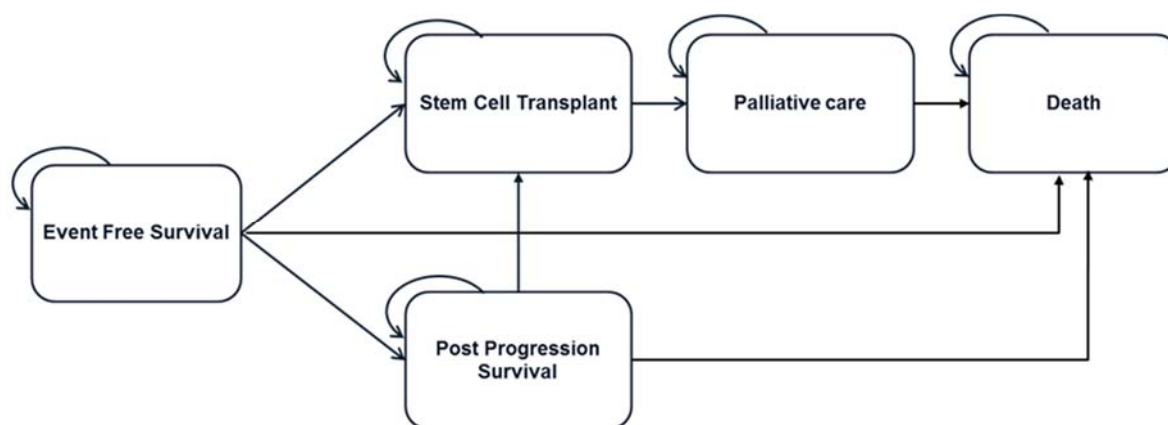 Stem Cell Transplant
Palliative care
Death
Event Free Survival
Post Progression
Survival